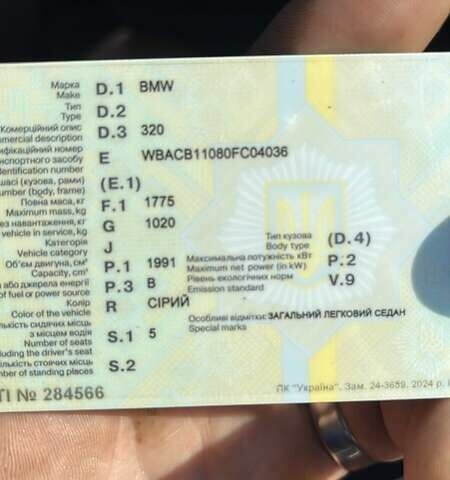 Марка D.1 BMW
Make
Тип D.2
Type
Комерційний опис D.3 320
description
номер
транспортного засобу E WBACB11080FC04036
identification number
шасі (кузова, рами) (E.1)
number (body, frame)
Повна маса, кг F.1 1775
Maximum mass, kg
без навантаження, кг G 1020
vehicle in service, kg
Категорія J
Vehicle category
Об'єм двигуна, см³ P.1 1991
Capacity, cm³
або джерела енергії P.3 B
of fuel or power source
Колір R СІРИЙ
Color of the vehicle
сидячих місць
з місцем водія S.1 5
Number of seats
including the driver's seat
кількість стоячих місць S.2
number of standing places
Тип кузова (D.4)
Body type
Максимальна потужність кВт P.2
Maximum net power (in kW)
Рівень екологічних норм V.9
Emission standard
Особливі відмітки: ЗАГАЛЬНИЙ ЛЕГКОВИЙ СЕДАН
Special marks
№ 284566
ПК "Україна". Зам. 24-3659. 2024 р.